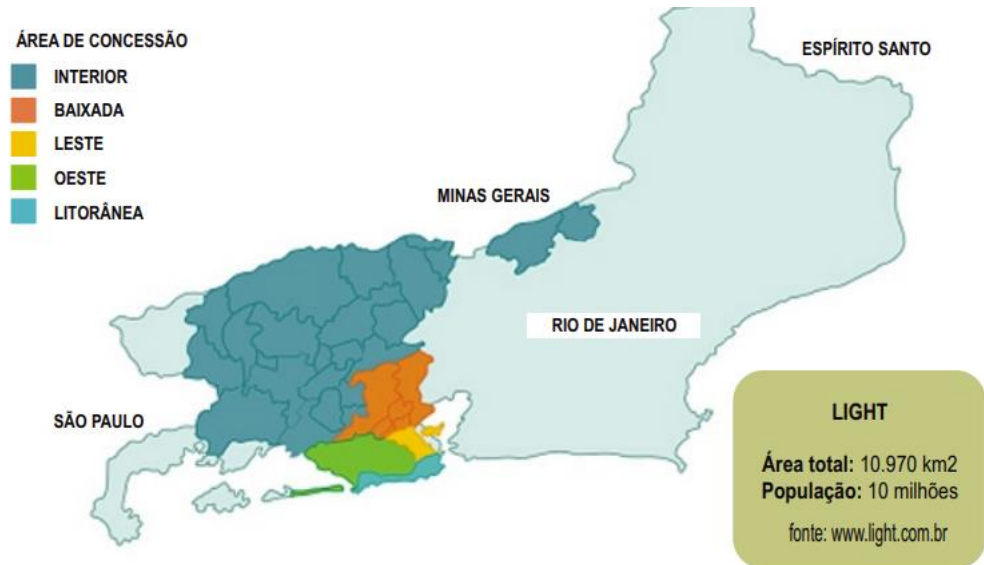 ÁREA DE CONCESSÃO
INTERIOR
BAIXADA
LESTE
OESTE
LITORÂNEA
ESPÍRITO SANTO
MINAS GERAIS
RIO DE JANEIRO
SÃO PAULO
LIGHT
Área total: 10.970 km2
População: 10 milhões
fonte: www.light.com.br